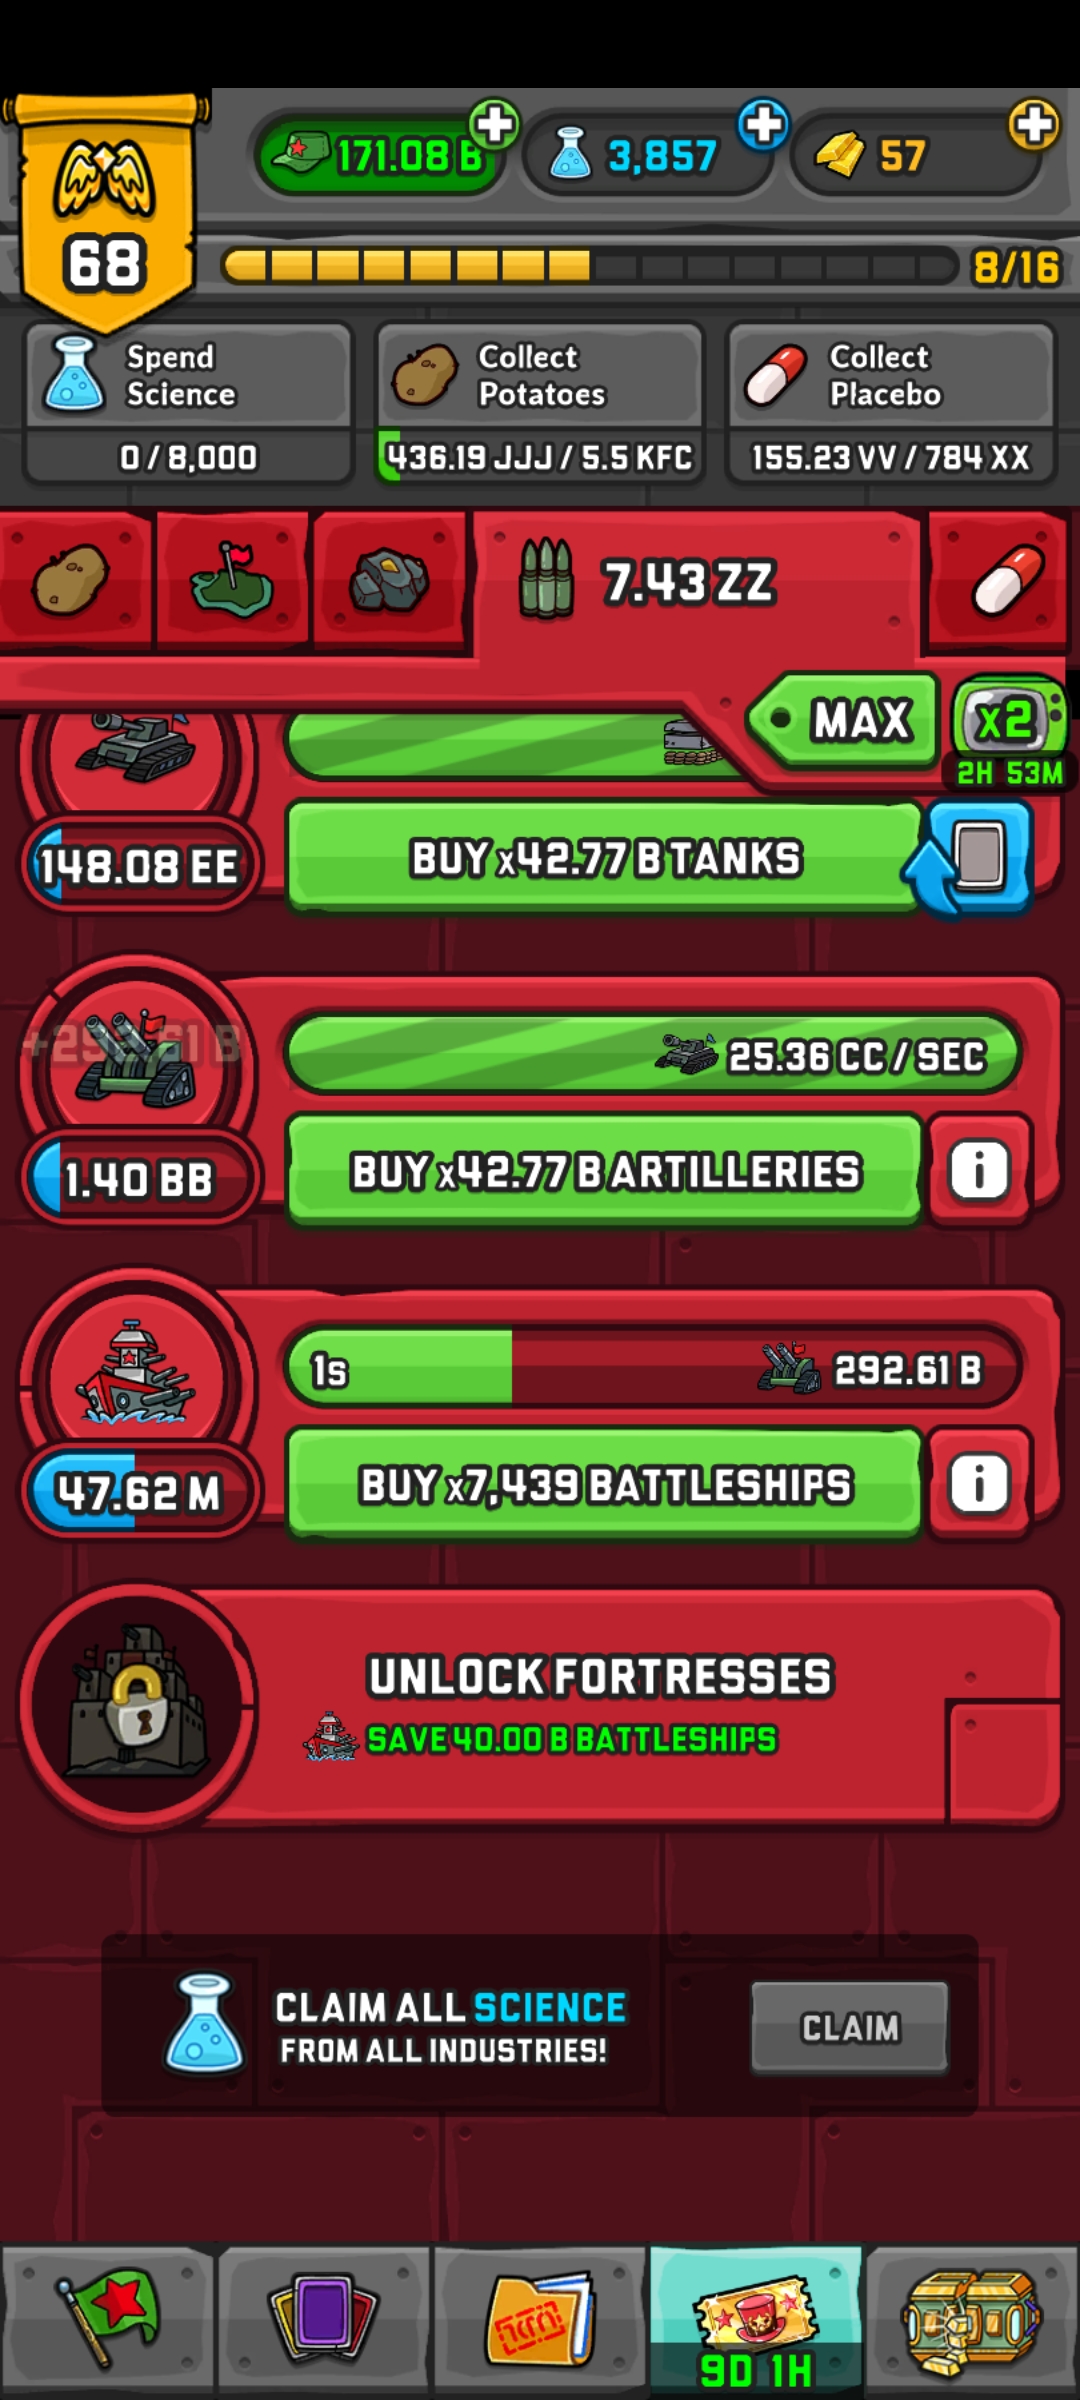 171.08 B
3,857
57
68
8/16
Spend
Science
0 / 8,000
Collect
Potatoes
436.19 JJJ / 5.5 KFC
Collect
Placebo
155.23 VV / 784 XX
7.43 ZZ
MAX
x2
2H 53M
148.08 EE
BUY x42.77 B TANKS
+292.61 B
25.36 CC / SEC
1.40 BB
BUY x42.77 B ARTILLERIES
i
1s
292.61 B
47.62 M
BUY x7,439 BATTLESHIPS
i
UNLOCK FORTRESSES
SAVE 40.00 B BATTLESHIPS
CLAIM ALL SCIENCE
FROM ALL INDUSTRIES!
CLAIM
9D 1H